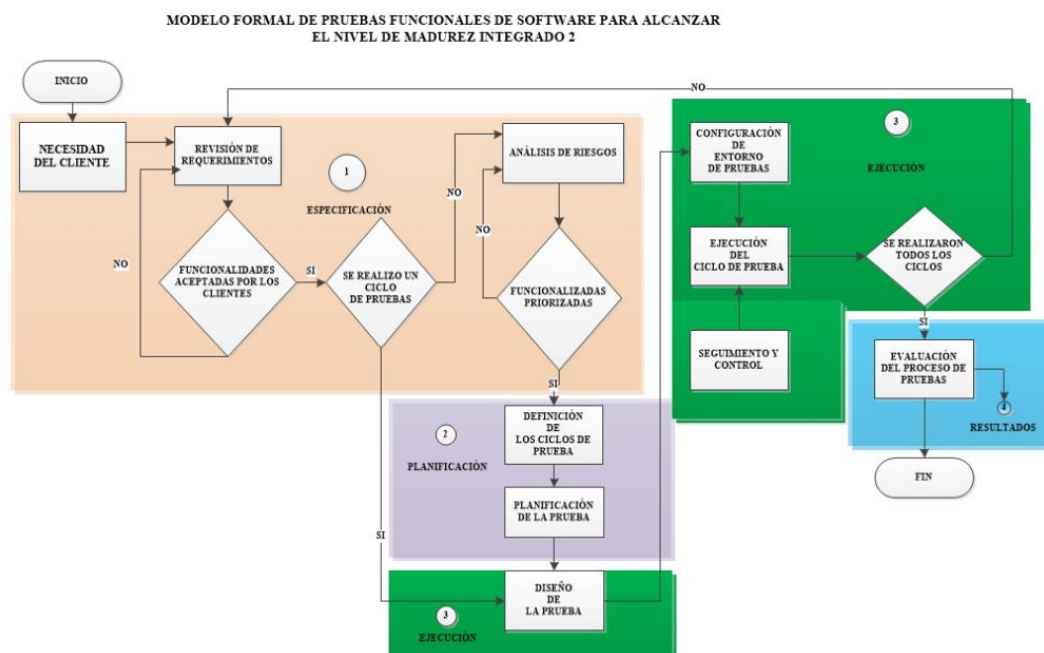 MODELO FORMAL DE PRUEBAS FUNCIONALES DE SOFTWARE PARA ALCANZAR
EL NIVEL DE MADUREZ INTEGRADO 2
INICIO
NECESIDAD
DEL CLIENTE
REVISIÓN DE
REQUERIMIENTOS
1
ESPECIFICACIÓN
FUNCIONALIDADES
ACEPTADAS POR LOS
CLIENTES
NO
SI
SE REALIZO UN
CICLO
DE PRUEBAS
NO
SI
ANÁLISIS DE RIESGOS
NO
FUNCIONALIZADAS
PRIORIZADAS
SI
2
PLANIFICACIÓN
DEFINICIÓN
DE
LOS CICLOS DE
PRUEBA
PLANIFICACIÓN
DE LA PRUEBA
3
EJECUCIÓN
DISEÑO
DE
LA PRUEBA
NO
CONFIGURACIÓN
DE
ENTORNO
DE PRUEBAS
3
EJECUCIÓN
EJECUCIÓN
DEL
CICLO DE PRUEBA
SE REALIZARON
TODOS LOS
CICLOS
SEGUIMIENTO Y
CONTROL
SI
EVALUACIÓN
DEL PROCESO DE
PRUEBAS
4
RESULTADOS
FIN